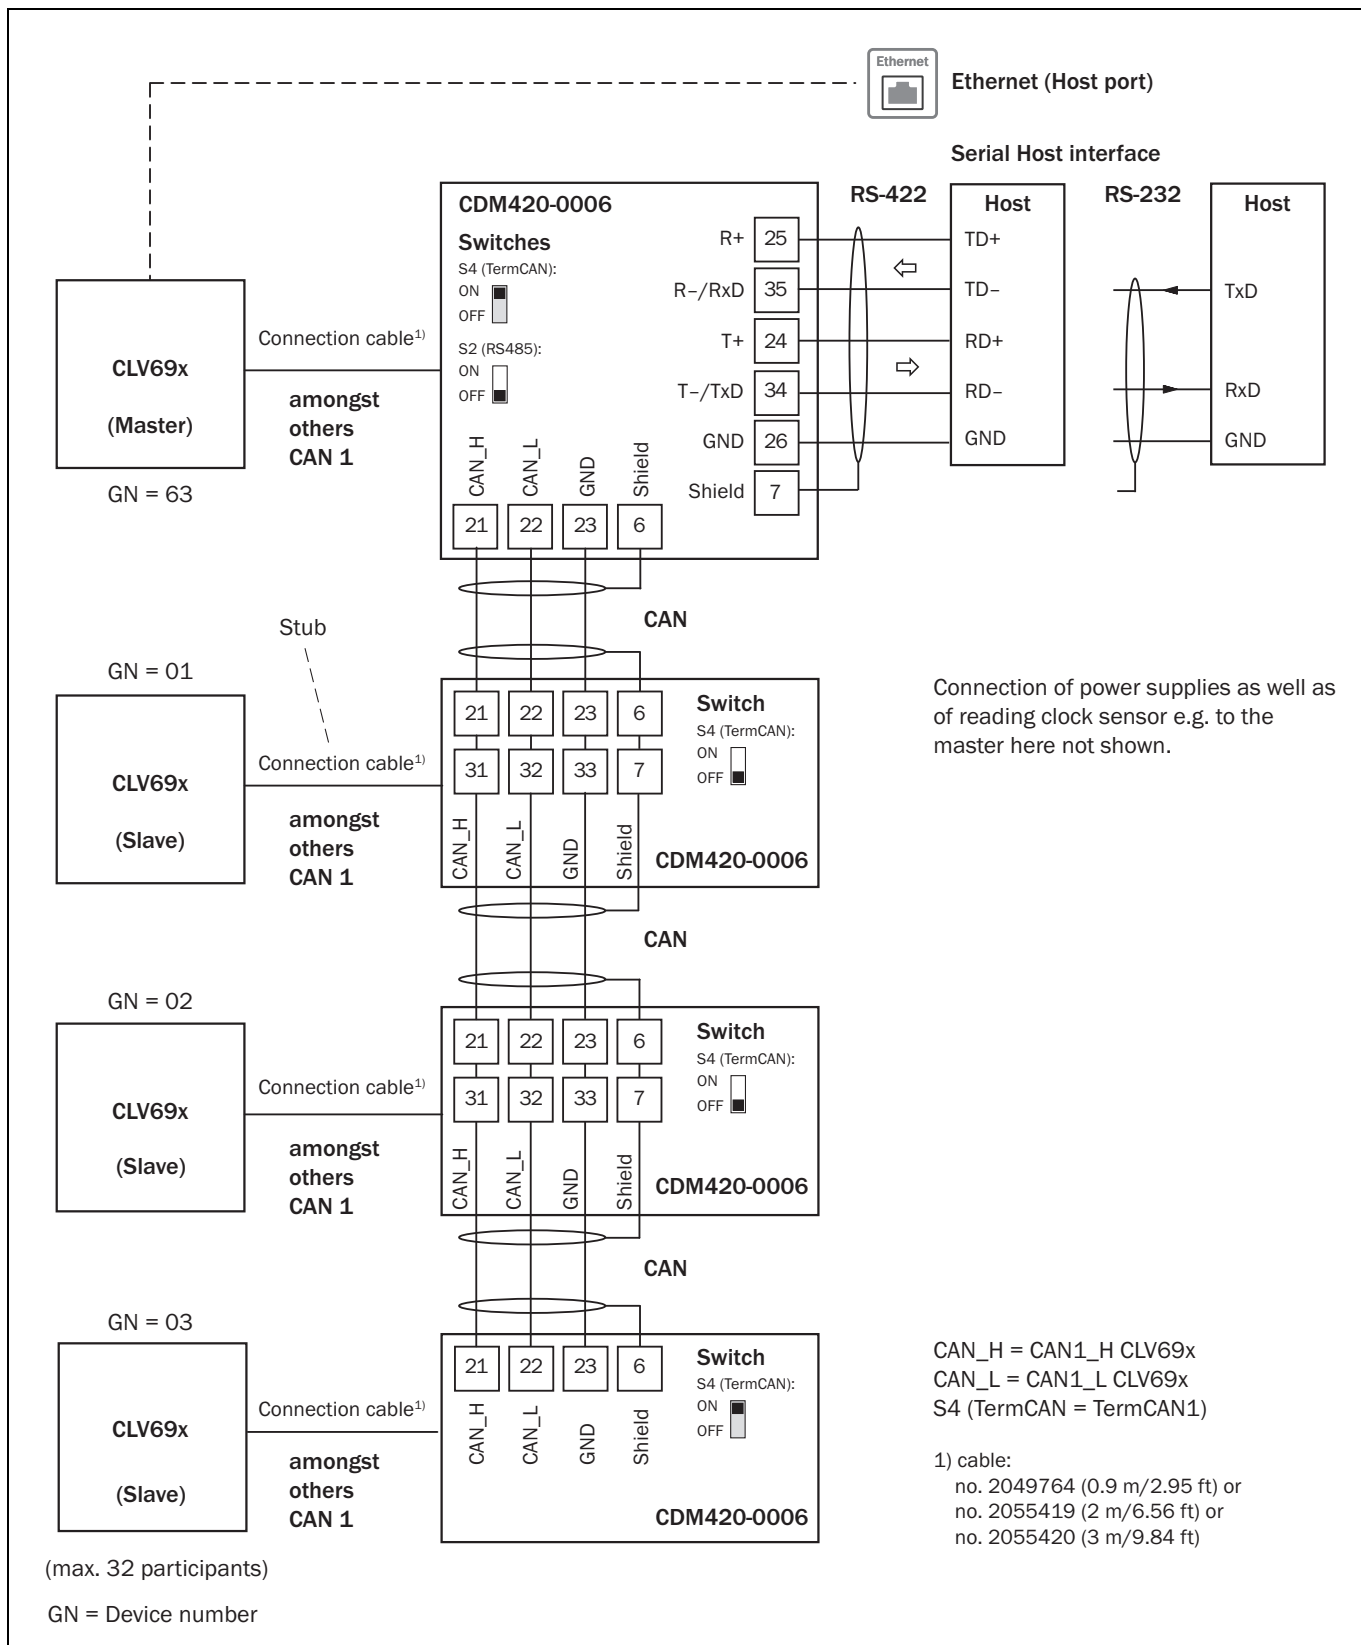 Ethernet
Ethernet (Host port)
Serial Host interface
CDM420-0006
RS-422
Host
RS-232
Host
Switches
S4 (TermCAN):
ON
OFF
S2 (RS485):
ON
OFF
R+ 25 TD+
R–/RxD 35 TD– TxD
T+ 24 RD+
T–/TxD 34 RD– RxD
GND 26 GND GND
Shield 7
CAN_H CAN_L GND Shield
21 22 23 6
CLV69x
(Master)
GN = 63
Connection cable1)
amongst
others
CAN 1
CAN
Stub
GN = 01
CLV69x
(Slave)
Connection cable1)
amongst
others
CAN 1
21 22 23 6
31 32 33 7
CAN_H CAN_L GND Shield
Switch
S4 (TermCAN):
ON
OFF
CDM420-0006
Connection of power supplies as well as
of reading clock sensor e.g. to the
master here not shown.
CAN
GN = 02
CLV69x
(Slave)
Connection cable1)
amongst
others
CAN 1
21 22 23 6
31 32 33 7
CAN_H CAN_L GND Shield
Switch
S4 (TermCAN):
ON
OFF
CDM420-0006
CAN
GN = 03
CLV69x
(Slave)
Connection cable1)
amongst
others
CAN 1
21 22 23 6
CAN_H CAN_L GND Shield
Switch
S4 (TermCAN):
ON
OFF
CDM420-0006
CAN_H = CAN1_H CLV69x
CAN_L = CAN1_L CLV69x
S4 (TermCAN = TermCAN1)
1) cable:
no. 2049764 (0.9 m/2.95 ft) or
no. 2055419 (2 m/6.56 ft) or
no. 2055420 (3 m/9.84 ft)
(max. 32 participants)
GN = Device number